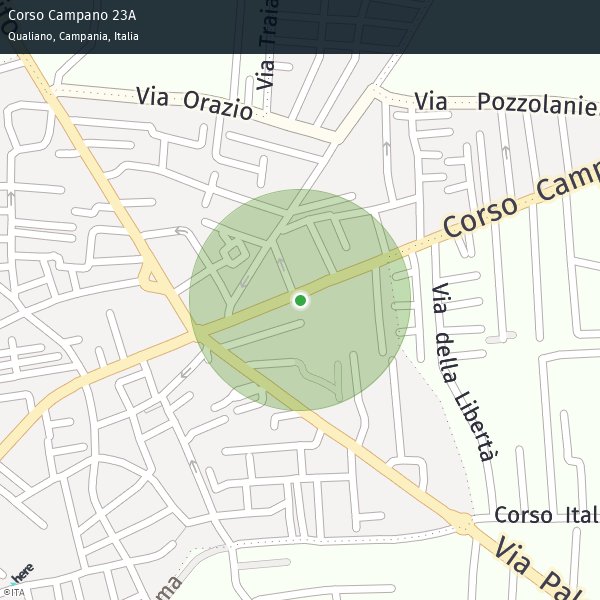 Corso Campano 23A
Qualiano, Campania, Italia
Via Traia
Via Orazio
Via Pozzolanie
Corso Camp
Via della Libertà
Corso Ital
Via Pal
ma
here
©ITA